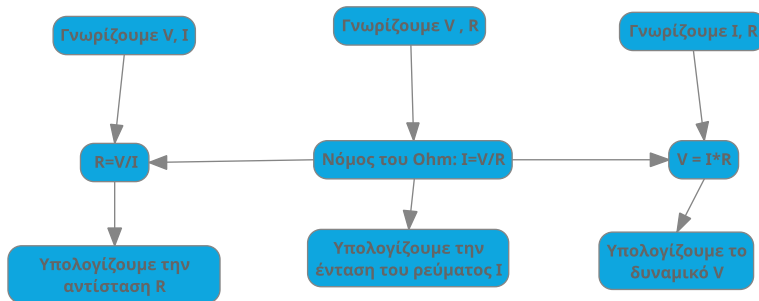 Γνωρίζουμε V, I
Γνωρίζουμε V , R
Γνωρίζουμε I, R
R=V/I
Νόμος του Ohm: I=V/R
V = I*R
Υπολογίζουμε την
αντίσταση R
Υπολογίζουμε την
ένταση του ρεύματος I
Υπολογίζουμε το
δυναμικό V